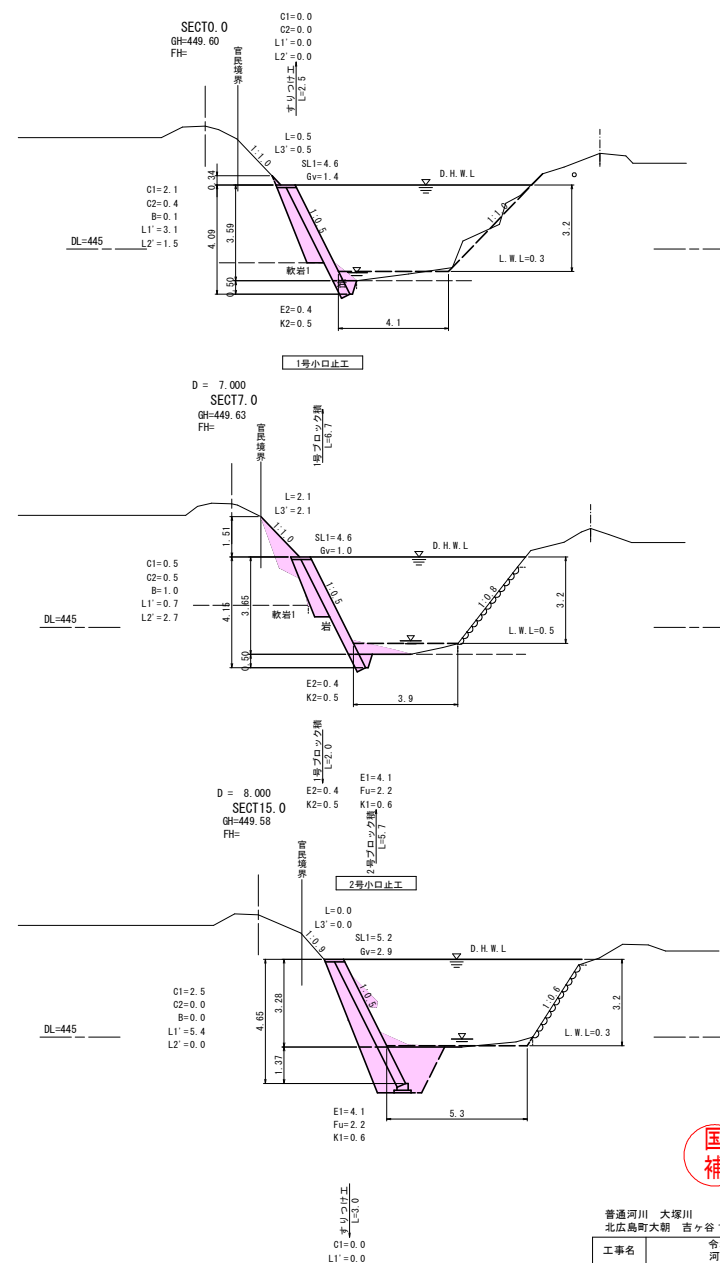 SECT0.0
GH=449.60
FH=
C1=0.0
C2=0.0
L1'=0.0
L2'=0.0
官民境界
すりつけ工
L=2.5
L=0.5
L3'=0.5
1:1.0
SL1=4.6
Gv=1.4
D.H.W.L
0.34
C1=2.1
C2=0.4
B=0.1
L1'=3.1
L2'=1.5
4.09
3.59
1:0.5
1:1.0
3.2
DL=445
L.W.L=0.3
軟岩1
岩
0.50
E2=0.4
K2=0.5
4.1
1号小口止工
D = 7.000
SECT7.0
GH=449.63
FH=
官民境界
1号ブロック積
L=6.7
L=2.1
L3'=2.1
1.51
1:1.0
SL1=4.6
Gv=1.0
D.H.W.L
C1=0.5
C2=0.5
B=1.0
L1'=0.7
L2'=2.7
4.15
3.65
1:0.5
1:0.8
3.2
軟岩1
岩
DL=445
L.W.L=0.5
0.50
E2=0.4
K2=0.5
3.9
1号ブロック積
L=2.0
E2=0.4
K2=0.5
E1=4.1
Fu=2.2
K1=0.6
D = 8.000
SECT15.0
GH=449.58
FH=
2号ブロック積
L=5.7
官民境界
2号小口止工
L=0.0
L3'=0.0
1:0.9
SL1=5.2
Gv=2.9
D.H.W.L
C1=2.5
C2=0.0
B=0.0
L1'=5.4
L2'=0.0
4.65
3.28
1:0.5
1:0.6
3.2
DL=445
L.W.L=0.3
1.37
E1=4.1
Fu=2.2
K1=0.6
5.3
国
補
すりつけ工
L=3.0
C1=0.0
L1'=0.0
普通河川 大塚川
北広島町大朝 吉ヶ谷
工事名
令
河